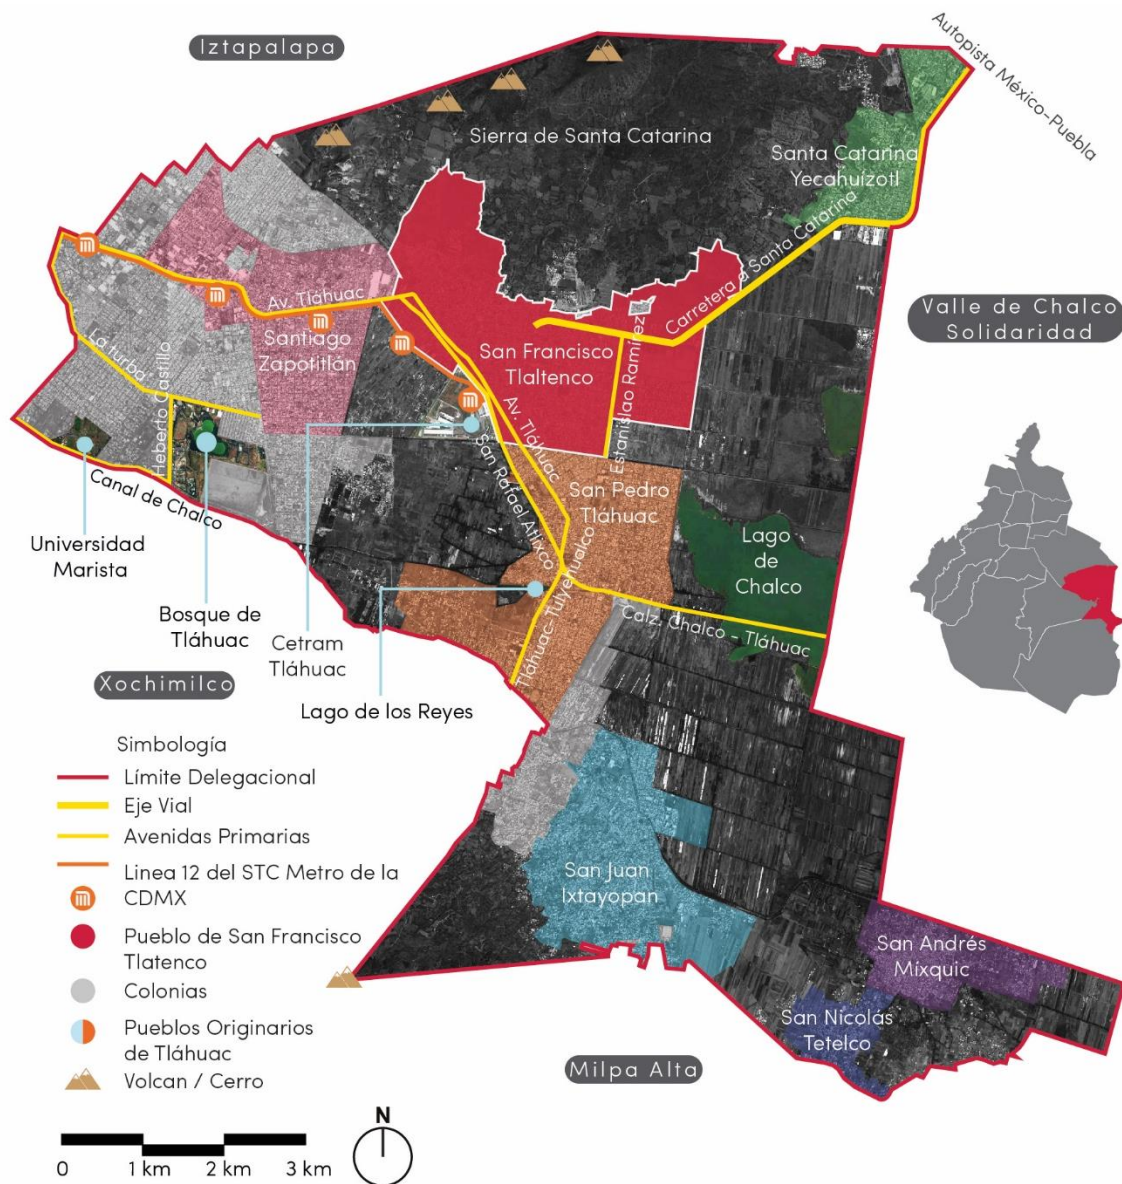 Iztapalapa
Autopista México-Puebla
Sierra de Santa Catarina
Santa Catarina
Yecahuízotl
Carretera a Santa Catarina
Valle de Chalco
Solidaridad
Av. Tláhuac
Santiago
Zapotitlán
La turba
Heberto Castillo
San Francisco
Tlaltenco
Estanislao Ramírez
Av. Tláhuac
San Rafael Atlixco
Canal de Chalco
San Pedro
Tláhuac
Lago
de
Chalco
Universidad
Marista
Bosque de
Tláhuac
Cetram
Tláhuac
Lago de los Reyes
Tláhuac-Tulyehualco
Calz. Chalco - Tláhuac
Xochimilco
Simbología
Límite Delegacional
Eje Vial
Avenidas Primarias
Linea 12 del STC Metro de la
CDMX
Pueblo de San Francisco
Tlatenco
Colonias
Pueblos Originarios
de Tláhuac
Volcan / Cerro
San Juan
Ixtayopan
San Andrés
Míxquic
San Nicolás
Tetelco
Milpa Alta
N
0 1 km 2 km 3 km